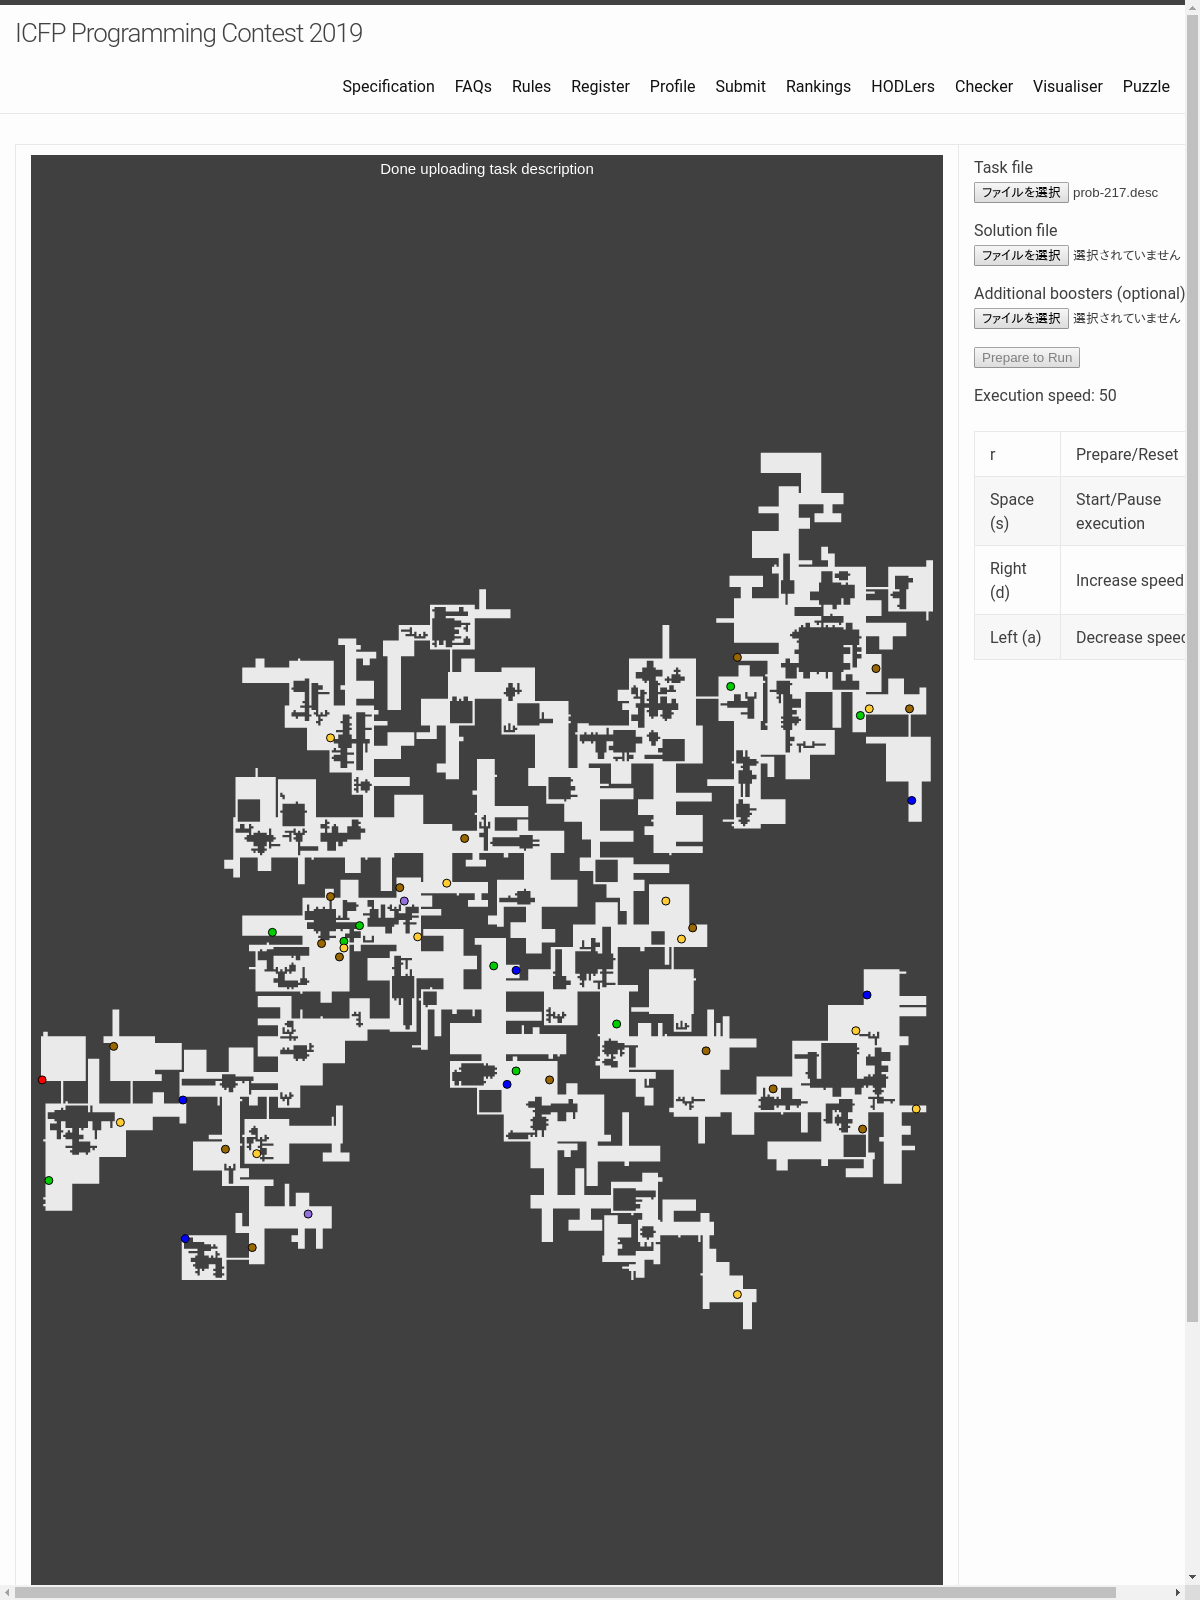 ICFP Programming Contest 2019
Specification FAQs Rules Register Profile Submit Rankings HODLers Checker Visualiser Puzzle
Done uploading task description
Task file
ファイルを選択 prob-217.desc
Solution file
ファイルを選択 選択されていません
Additional boosters (optional)
ファイルを選択 選択されていません
Prepare to Run
Execution speed: 50
r Prepare/Reset
Space Start/Pause
(s) execution
Right Increase speed
(d)
Left (a) Decrease speed